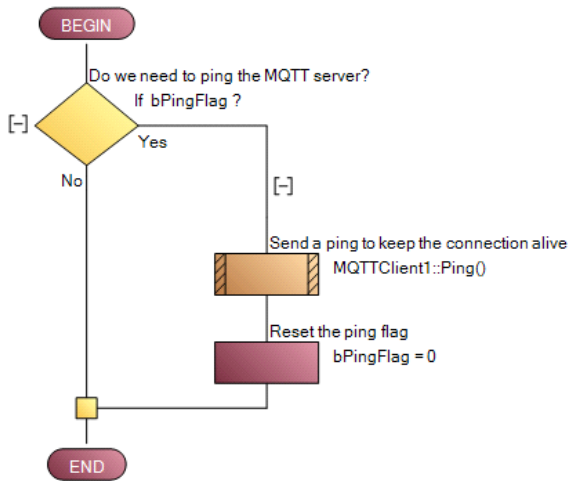 BEGIN
Do we need to ping the MQTT server?
If bPingFlag ?
[–]
Yes
No
[–]
Send a ping to keep the connection alive
MQTTClient1::Ping()
Reset the ping flag
bPingFlag = 0
END